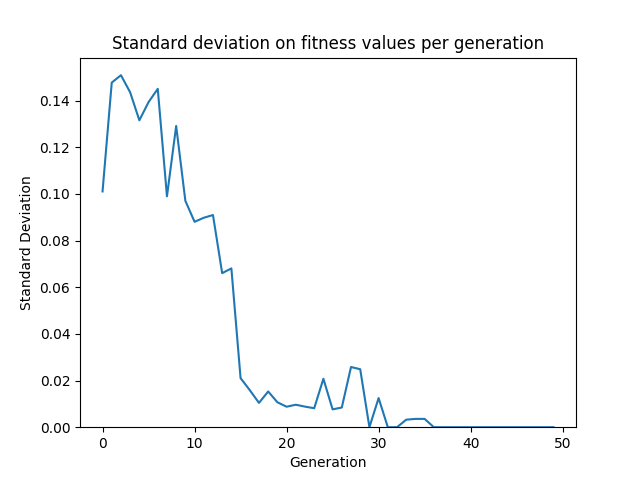 Standard deviation on fitness values per generation
0.14
0.12
0.10
0.08
0.06
0.04
0.02
0.00
Standard Deviation
0 10 20 30 40 50
Generation